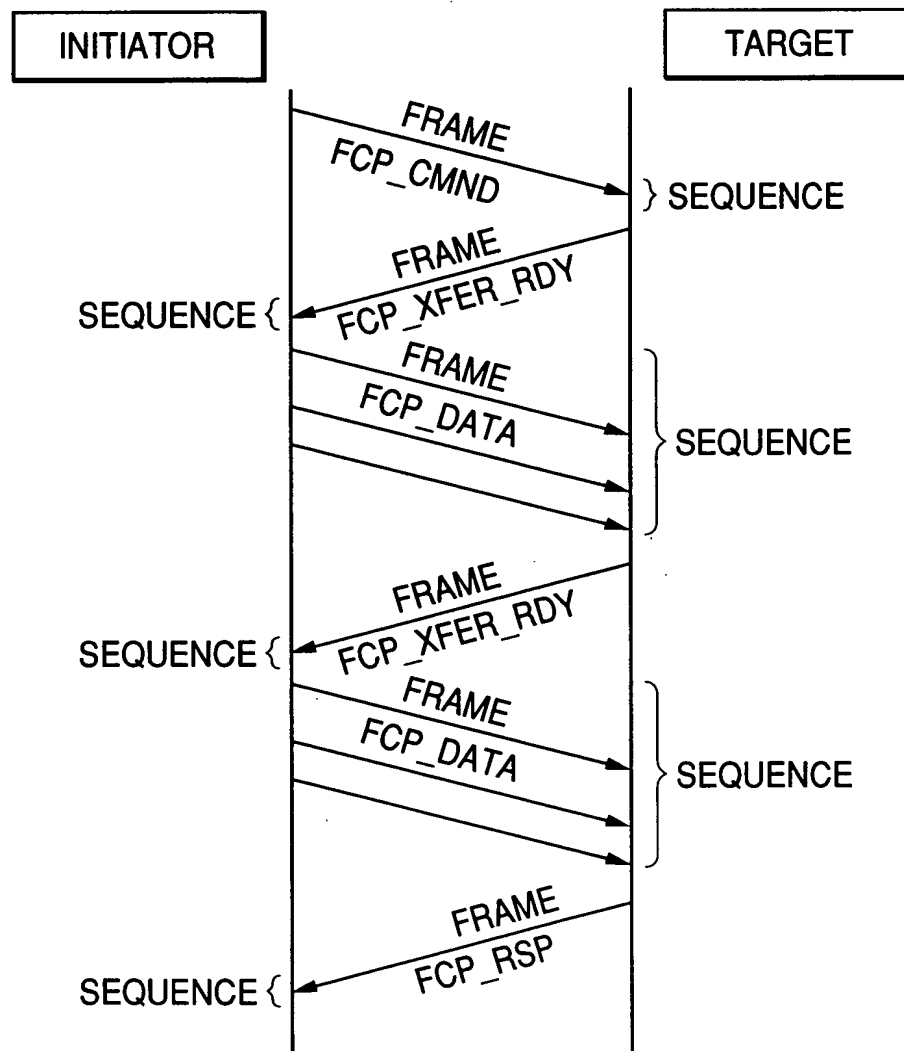 INITIATOR
TARGET
FRAME
FCP_CMND
SEQUENCE
FRAME
FCP_XFER_RDY
SEQUENCE
FRAME
FCP_DATA
SEQUENCE
FRAME
FCP_XFER_RDY
SEQUENCE
FRAME
FCP_DATA
SEQUENCE
FRAME
FCP_RSP
SEQUENCE